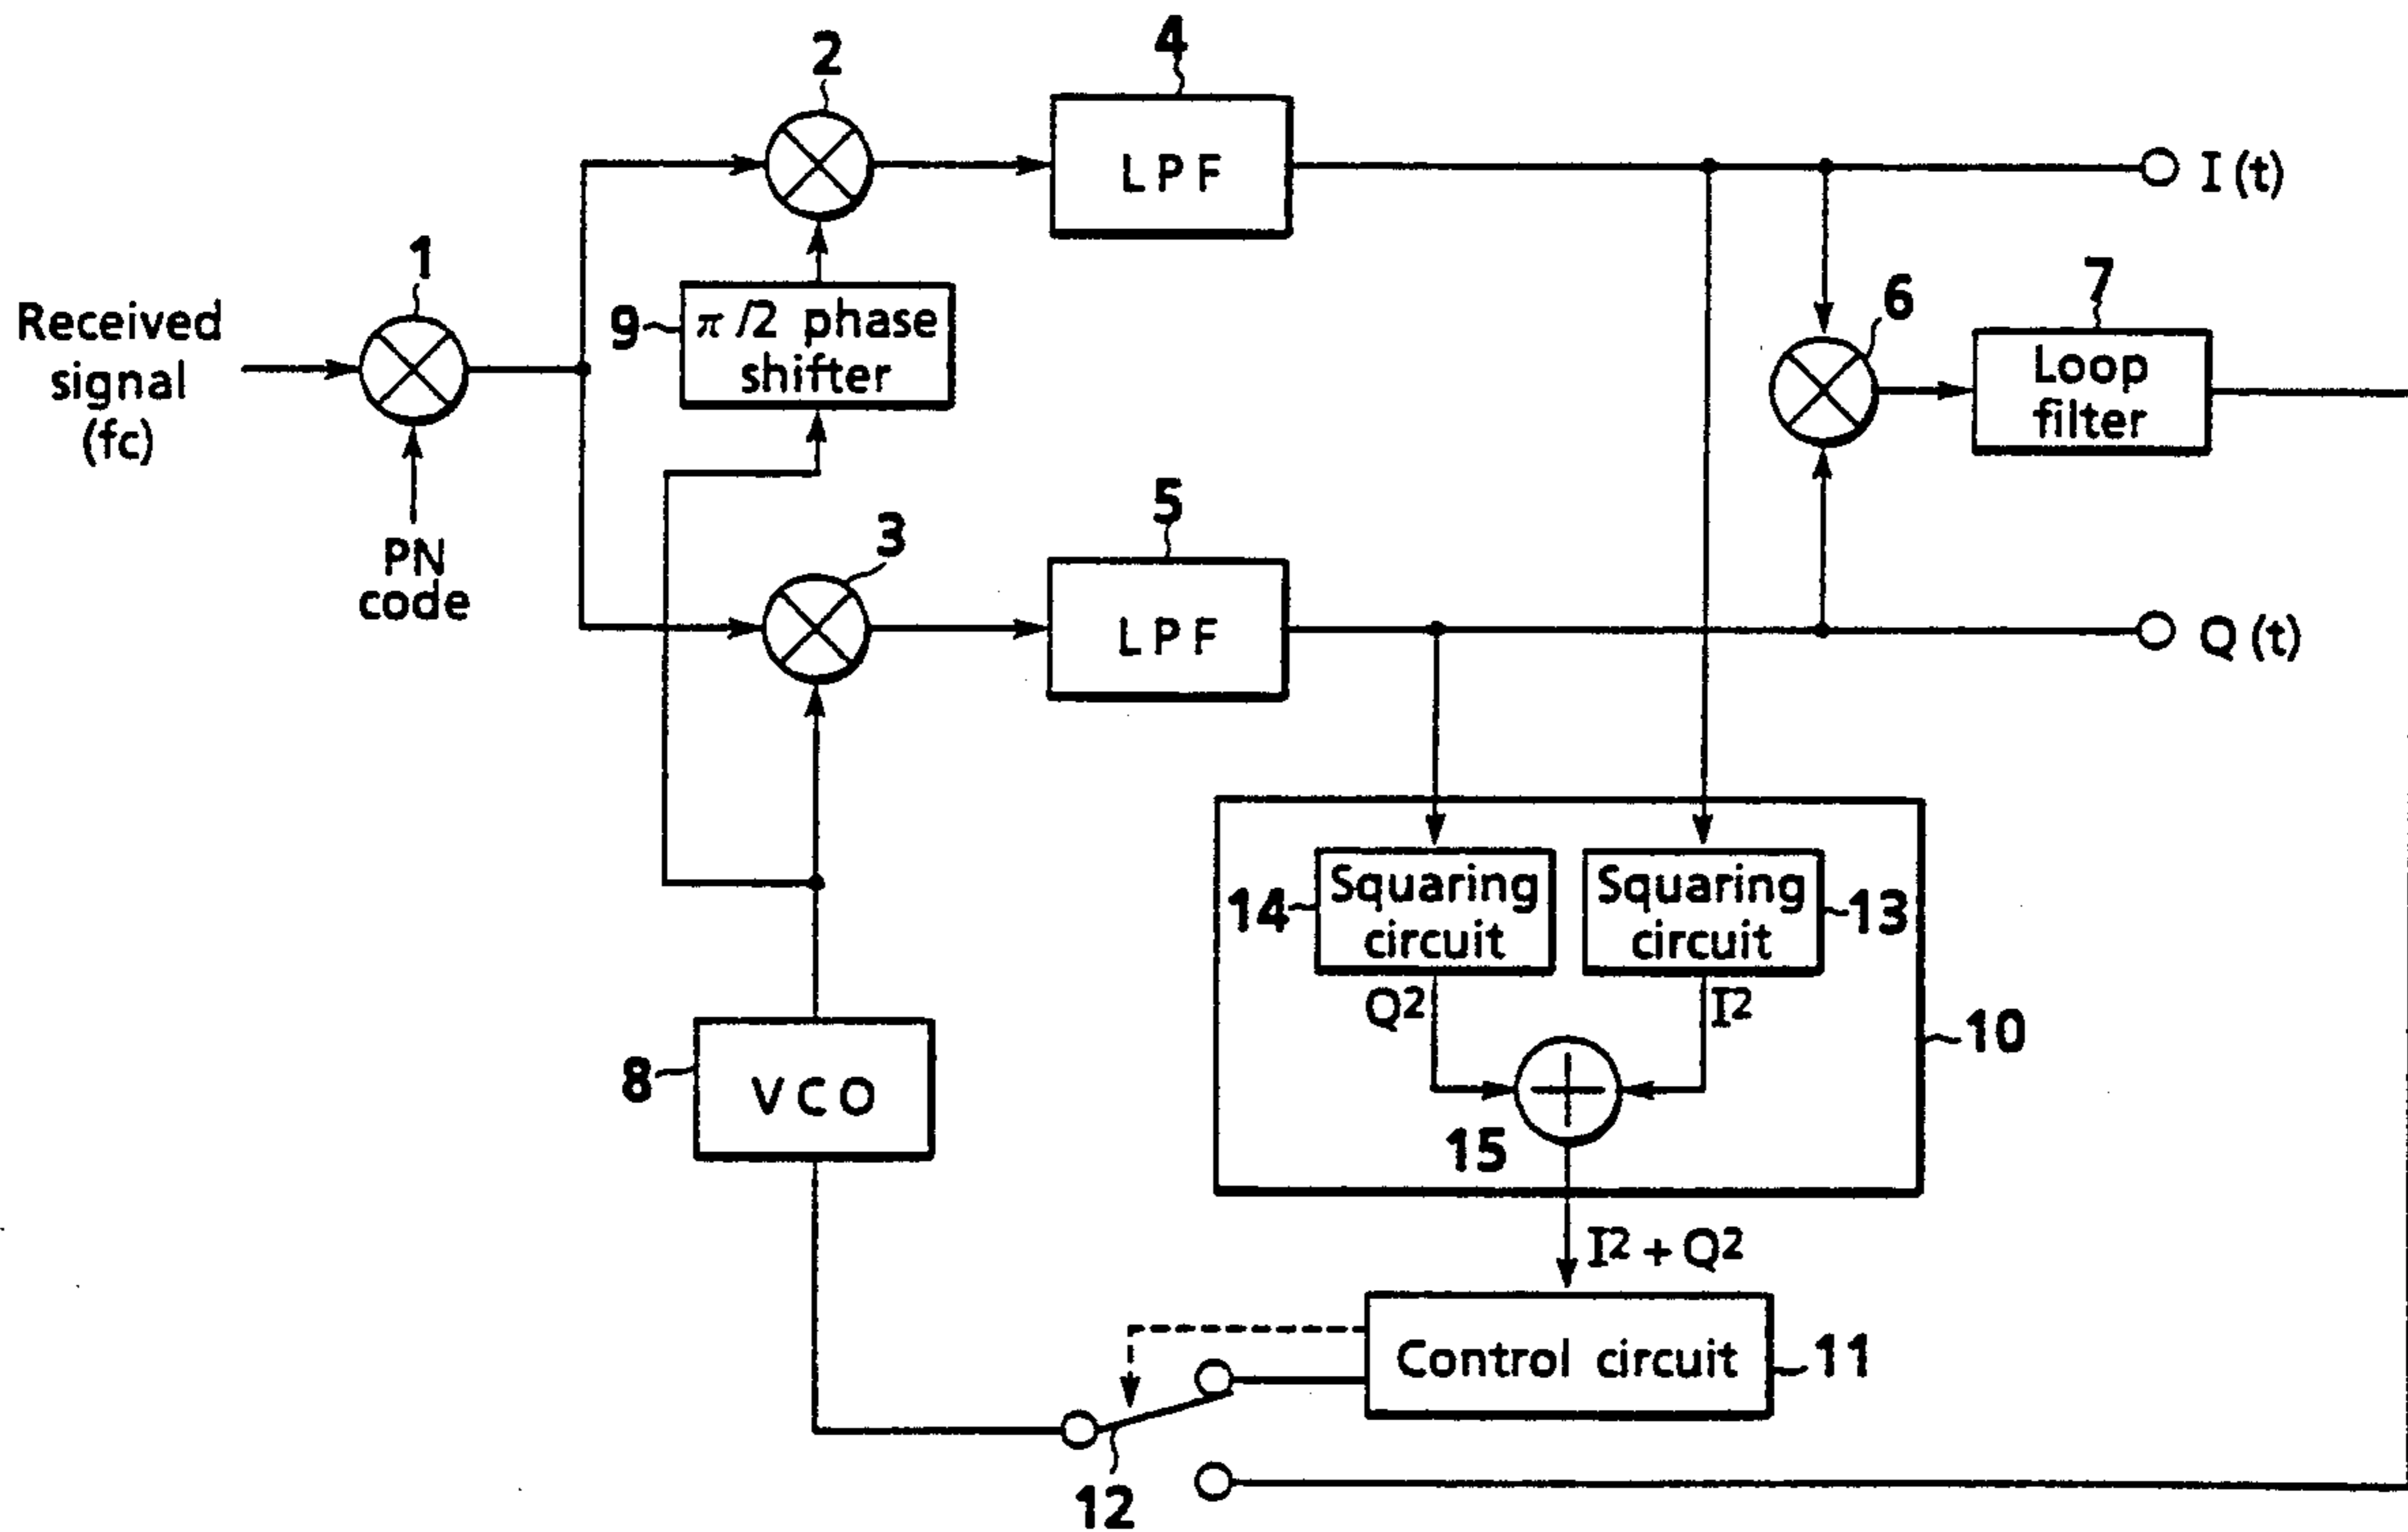 2
4
LPF
I (t)
1
Received
signal
(fc)
9
π/2 phase
shifter
6
7
Loop
filter
PN
code
3
5
LPF
Q (t)
14
Squaring
circuit
Squaring
circuit
13
Q2
I2
10
8
VCO
15
I2 + Q2
Control circuit
11
12